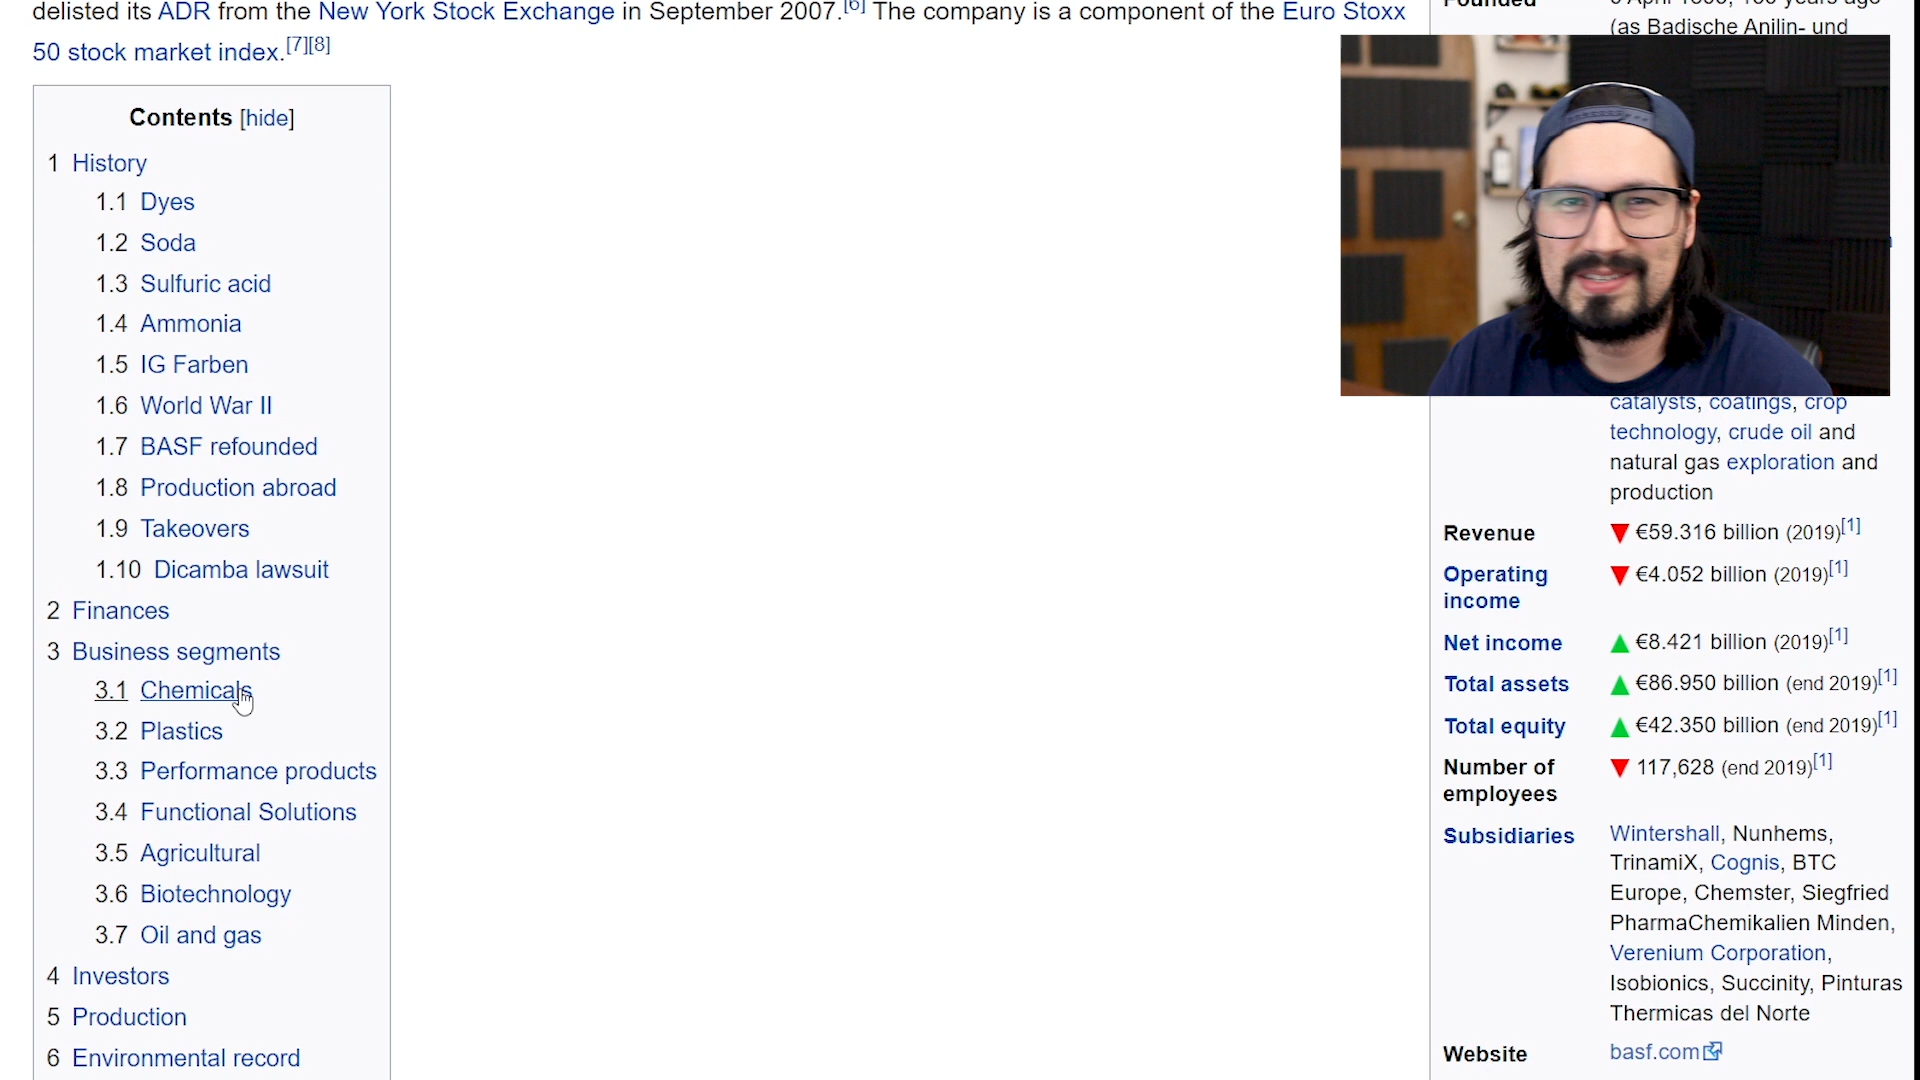 delisted its ADR from the New York Stock Exchange in September 2007.[6] The company is a component of the Euro Stoxx
50 stock market index.[7][8]
Contents [hide]
1 History
1.1 Dyes
1.2 Soda
1.3 Sulfuric acid
1.4 Ammonia
1.5 IG Farben
1.6 World War II
1.7 BASF refounded
1.8 Production abroad
1.9 Takeovers
1.10 Dicamba lawsuit
2 Finances
3 Business segments
3.1 Chemicals
3.2 Plastics
3.3 Performance products
3.4 Functional Solutions
3.5 Agricultural
3.6 Biotechnology
3.7 Oil and gas
4 Investors
5 Production
6 Environmental record
Founded
(as Badische Anilin- und
catalysts, coatings, crop
technology, crude oil and
natural gas exploration and
production
Revenue ▼ €59.316 billion (2019)[1]
Operating income ▼ €4.052 billion (2019)[1]
Net income ▲ €8.421 billion (2019)[1]
Total assets ▲ €86.950 billion (end 2019)[1]
Total equity ▲ €42.350 billion (end 2019)[1]
Number of employees ▼ 117,628 (end 2019)[1]
Subsidiaries Wintershall, Nunhems,
TrinamiX, Cognis, BTC
Europe, Chemster, Siegfried
PharmaChemikalien Minden,
Verenium Corporation,
Isobionics, Succinity, Pinturas
Thermicas del Norte
Website basf.com